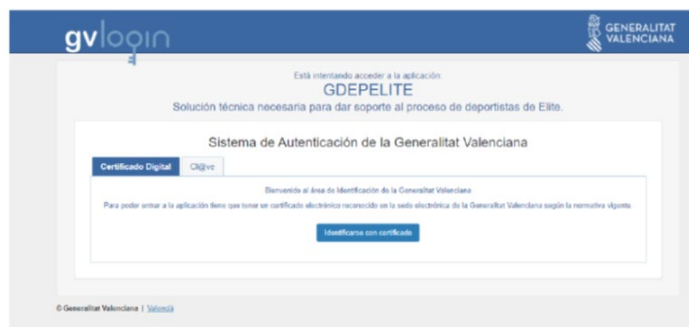 gvlogin
GENERALITAT
VALENCIANA
Está intentando acceder a la aplicación:
GDEPELITE
Solución técnica necesaria para dar soporte al proceso de deportistas de Elite.
Sistema de Autenticación de la Generalitat Valenciana
Certificado Digital Cl@ve
Bienvenido al área de Identificación de la Generalitat Valenciana
Para poder entrar a la aplicación tiene que tener un certificado electrónico reconocido en la sede electrónica de la Generalitat Valenciana según la normativa vigente
Identificarse con certificado
© Generalitat Valenciana | Valencià